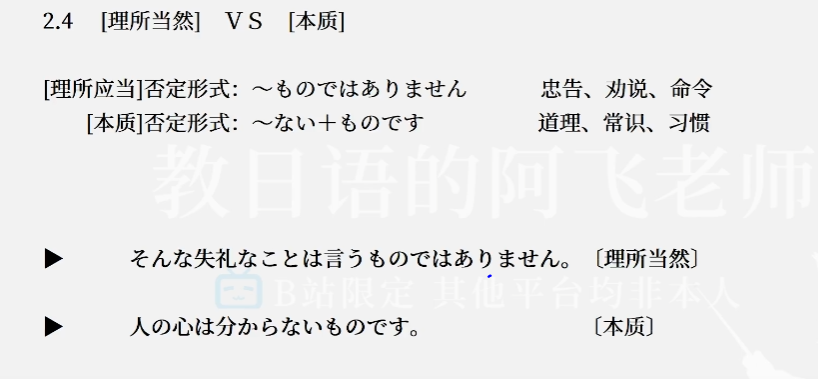 2.4 [理所当然] VS [本质]
[理所应当]否定形式：～ものではありません 忠告、劝说、命令
[本质]否定形式：～ない＋ものです 道理、常识、习惯
教日语的阿飞老师
▶ そんな失礼なことは言うものではありません。〔理所当然〕
B站限定 其他平台均非本人
▶ 人の心は分からないものです。 〔本质〕